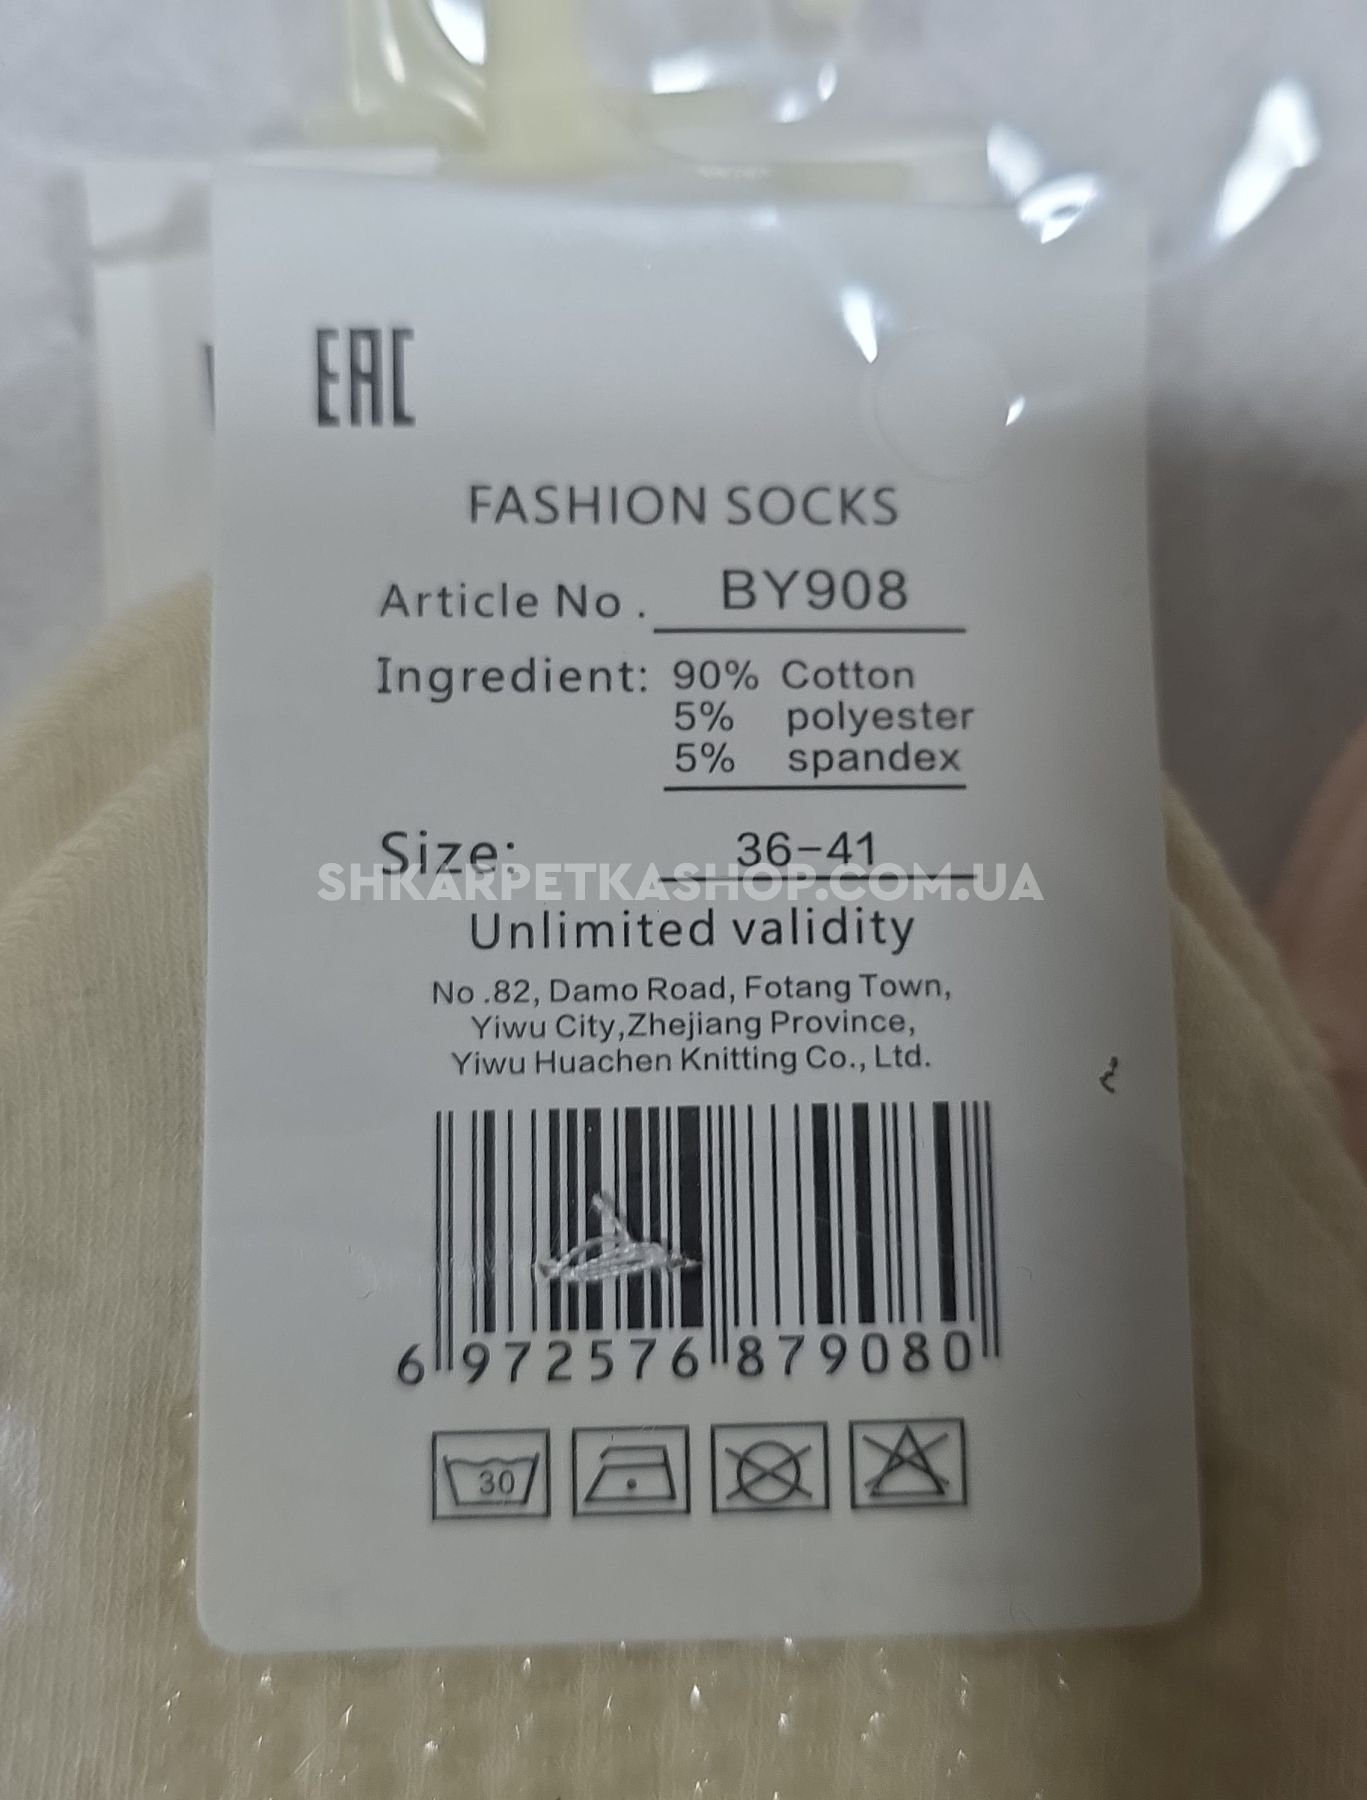 EAC
FASHION SOCKS
Article No. BY908
Ingredient: 90% Cotton
5% polyester
5% spandex
Size: 36-41
SHKARPETKASHOP.COM.UA
Unlimited validity
No.82, Damo Road, Fotang Town,
Yiwu City,Zhejiang Province,
Yiwu Huachen Knitting Co., Ltd.
6 972576 879080
30